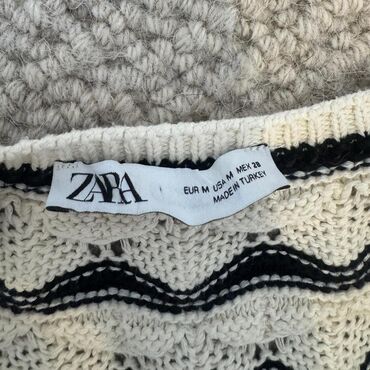 ZARA
EUR M USA M MEX 28
MADE IN TURKEY